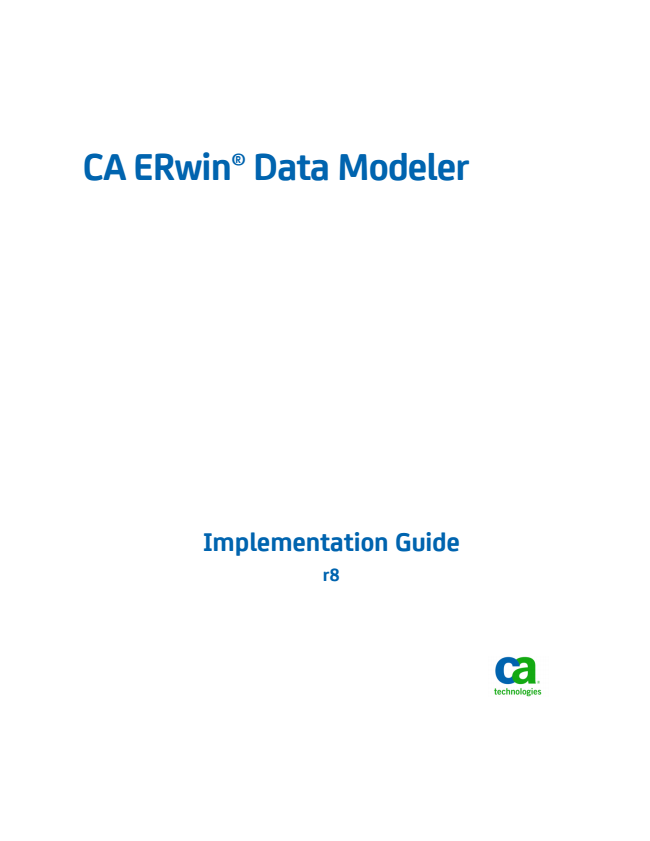 CA ERwin® Data Modeler
Implementation Guide
r8
ca
technologies